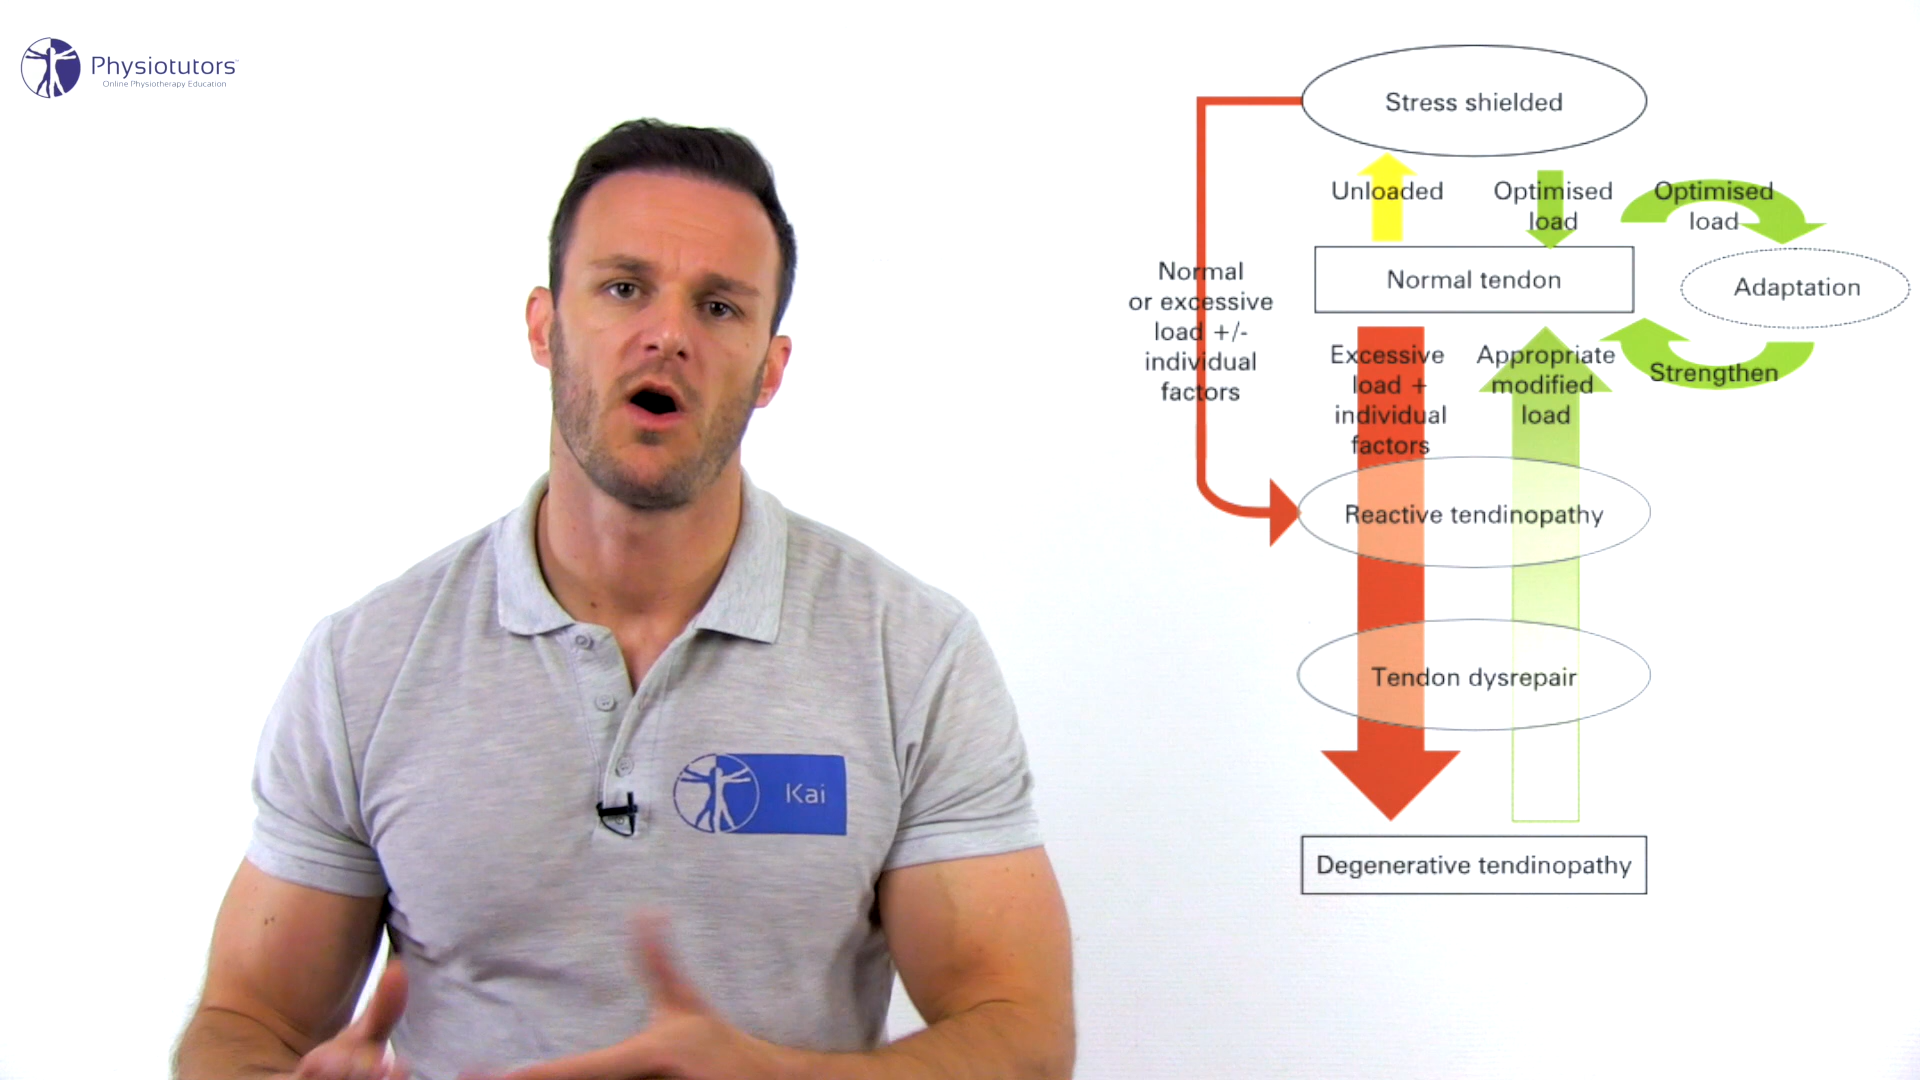 Physiotutors
Online Physiotherapy Education
Stress shielded
Unloaded
Optimised
load
Optimised
load
Normal
or excessive
load +/-
individual
factors
Normal tendon
Adaptation
Excessive
load +
individual
factors
Appropriate
modified
load
Strengthen
Reactive tendinopathy
Tendon dysrepair
Degenerative tendinopathy
Kai